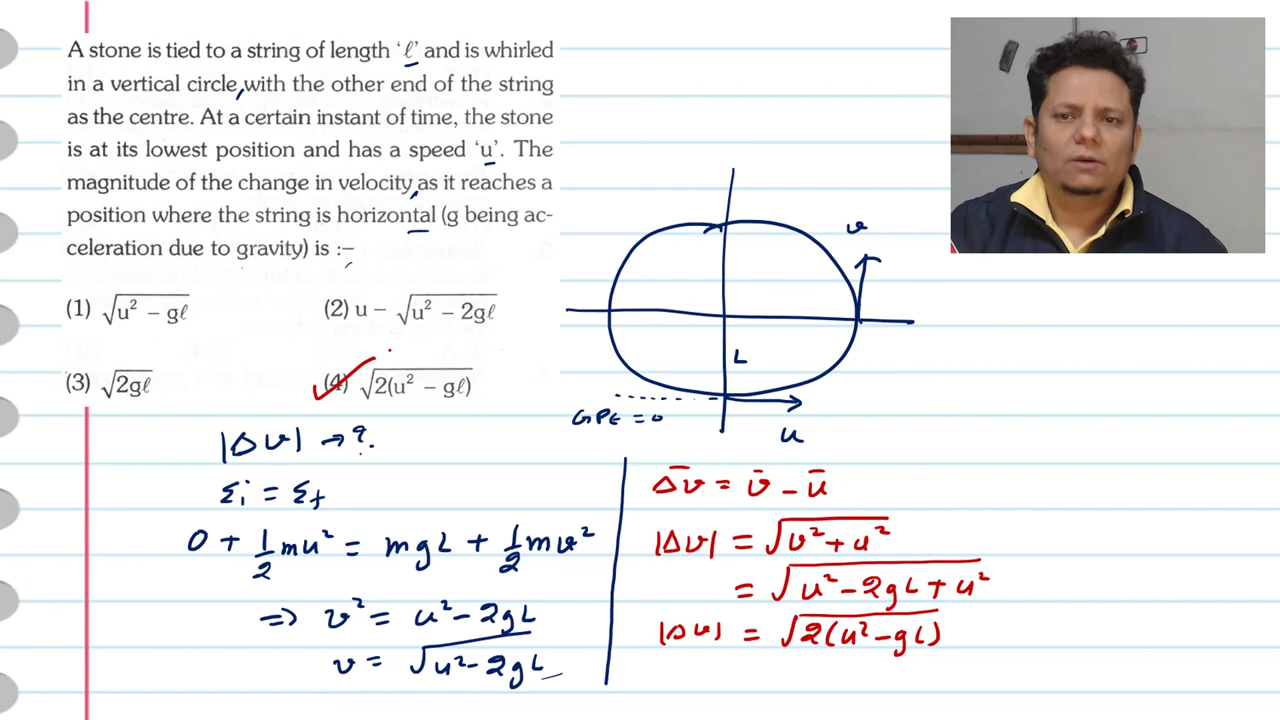 A stone is tied to a string of length ‘ℓ’ and is whirled
in a vertical circle with the other end of the string
as the centre. At a certain instant of time, the stone
is at its lowest position and has a speed ‘u’. The
magnitude of the change in velocity as it reaches a
position where the string is horizontal (g being ac-
celeration due to gravity) is :–
(1) √(u² − gℓ) (2) u − √(u² − 2gℓ)
(3) √(2gℓ) (4) √(2(u² − gℓ))
v
L
GPE = 0
u
|Δv| → ?.
Ei = Ef
0 + 1/2 mu² = mgL + 1/2 mv²
⇒ v² = u² − 2gL
v = √(u² − 2gL)
Δv̄ = v̄ − ū
|Δv| = √(v² + u²)
= √(u² − 2gL + u²)
|Δv| = √(2(u² − gL))